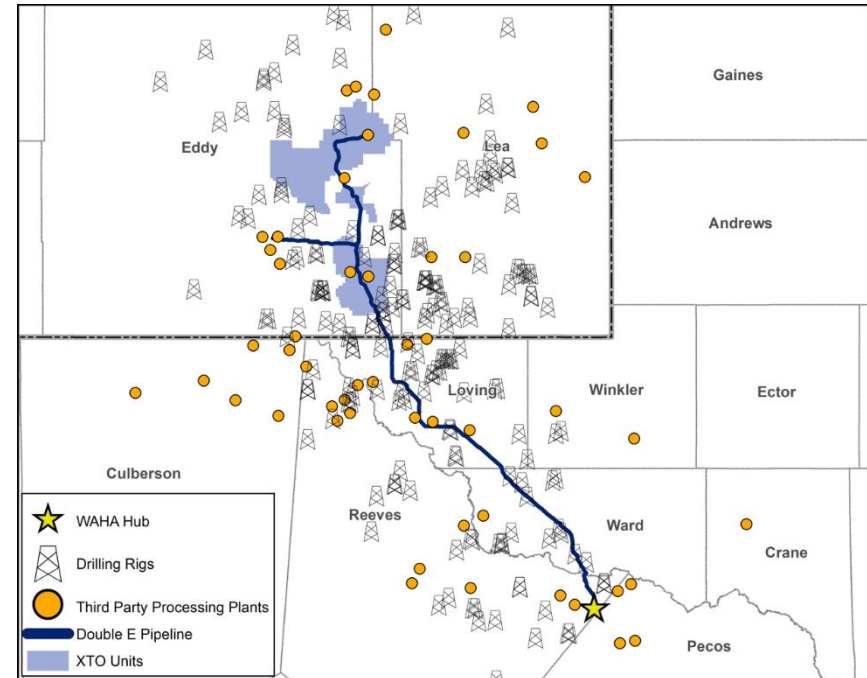 Gaines
Eddy
Lea
Andrews
Loving
Winkler
Ector
Culberson
Reeves
Ward
Crane
Pecos
WAHA Hub
Drilling Rigs
Third Party Processing Plants
Double E Pipeline
XTO Units